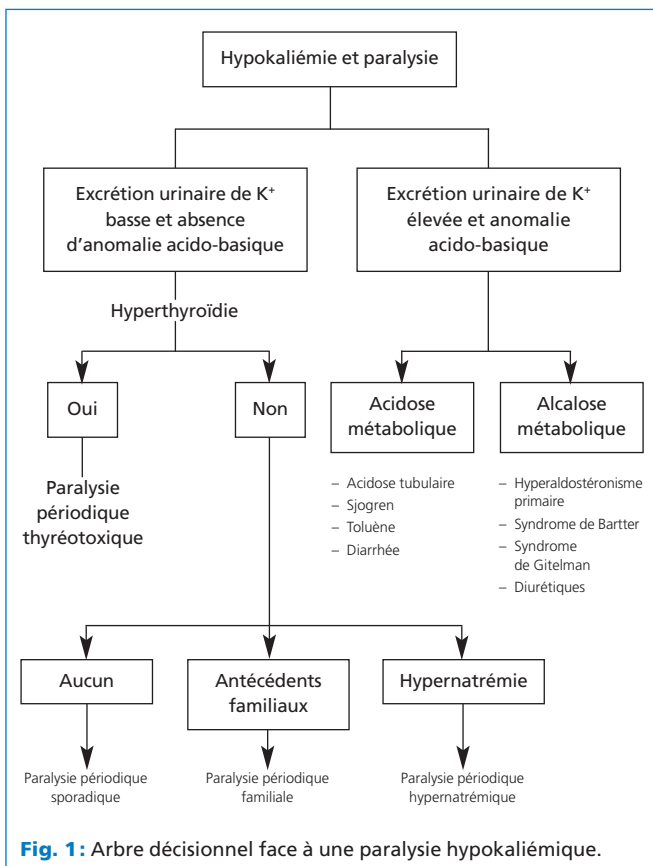 Hypokaliémie et paralysie
Excrétion urinaire de K⁺
basse et absence
d'anomalie acido-basique
Excrétion urinaire de K⁺
élevée et anomalie
acido-basique
Hyperthyroïdie
Oui
Non
Acidose
métabolique
Alcalose
métabolique
Paralysie
périodique
thyréotoxique
– Acidose tubulaire
– Sjogren
– Toluène
– Diarrhée
– Hyperaldostéronisme
primaire
– Syndrome de Bartter
– Syndrome
de Gitelman
– Diurétiques
Aucun
Antécédents
familiaux
Hypernatrémie
Paralysie périodique
sporadique
Paralysie périodique
familiale
Paralysie périodique
hypernatrémique
Fig. 1 : Arbre décisionnel face à une paralysie hypokaliémique.